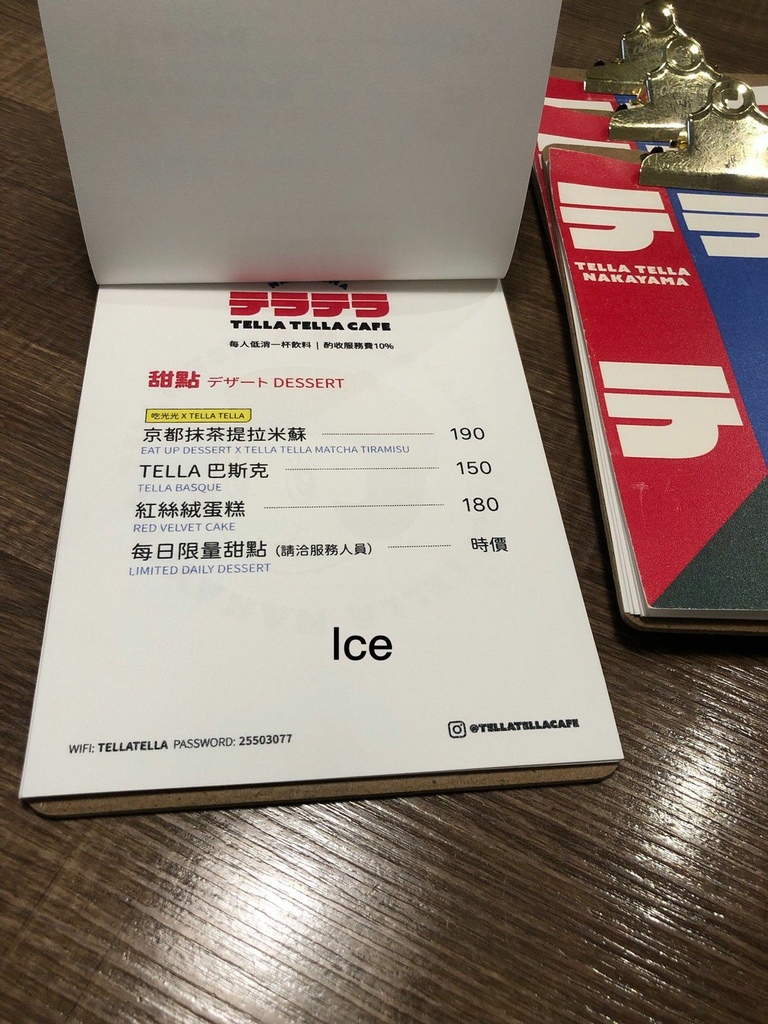 テラテラ
TELLA TELLA CAFE
每人低消一杯飲料 | 酌收服務費10%
甜點 デザート DESSERT
吃光光 X TELLA TELLA
京都抹茶提拉米蘇 190
EAT UP DESSERT X TELLA TELLA MATCHA TIRAMISU
TELLA 巴斯克 150
TELLA BASQUE
紅絲絨蛋糕 180
RED VELVET CAKE
每日限量甜點 (請洽服務人員) 時價
LIMITED DAILY DESSERT
Ice
WIFI: TELLATELLA PASSWORD: 25503077
@TELLATELLACAFE
TELLA TELLA
NAKAYAMA